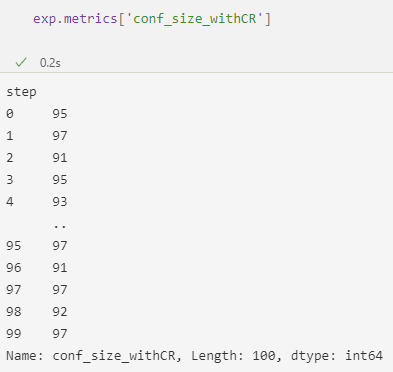 exp.metrics['conf_size_withCR']
0.2s
step
0 95
1 97
2 91
3 95
4 93
..
95 97
96 91
97 97
98 92
99 97
Name: conf_size_withCR, Length: 100, dtype: int64